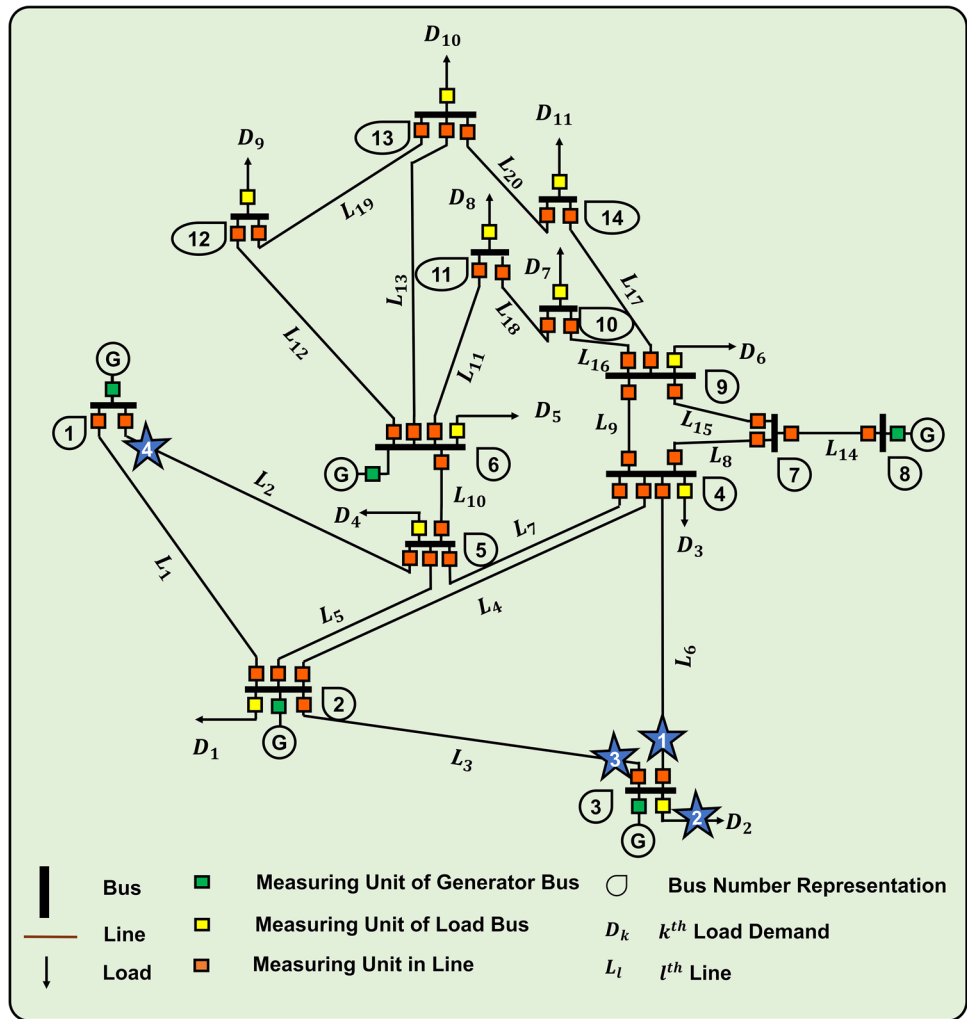 D10
13
D11
D9
L20
14
L19
D8
12
11
D7
L13
L17
10
L18
L12
L16
D6
G
L11
9
D5
1
4
L9
L15
G
6
7
L14
8
G
L2
L8
4
L10
D4
L7
D3
5
L1
L5
L4
L6
2
G
D1
L3
1
3
3
2
D2
G
Bus
Measuring Unit of Generator Bus
Bus Number Representation
Line
Measuring Unit of Load Bus
Dk
kth Load Demand
Load
Measuring Unit in Line
Ll
lth Line